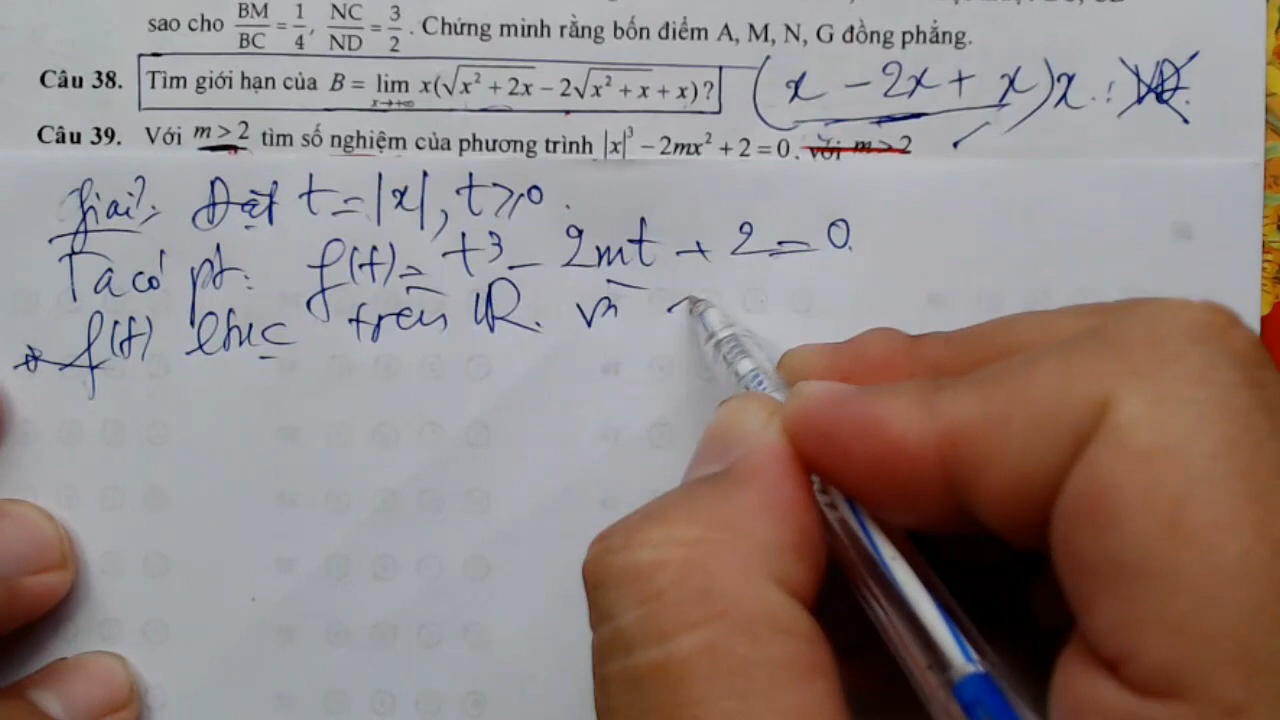 sao cho BM/BC = 1/4, NC/ND = 3/2. Chứng minh rằng bốn điểm A, M, N, G đồng phẳng.
Câu 38. Tìm giới hạn của B = lim x→+∞ x(√(x² + 2x) − 2√(x² + x) + x) ? (x − 2x + x)x.
Câu 39. Với m > 2 tìm số nghiệm của phương trình |x|³ − 2mx² + 2 = 0. với m > 2
Giải: Đặt t = |x|, t ≥ 0.
Ta có pt: f(t) = t³ − 2mt + 2 = 0.
* f(t) ltục trên R. vì